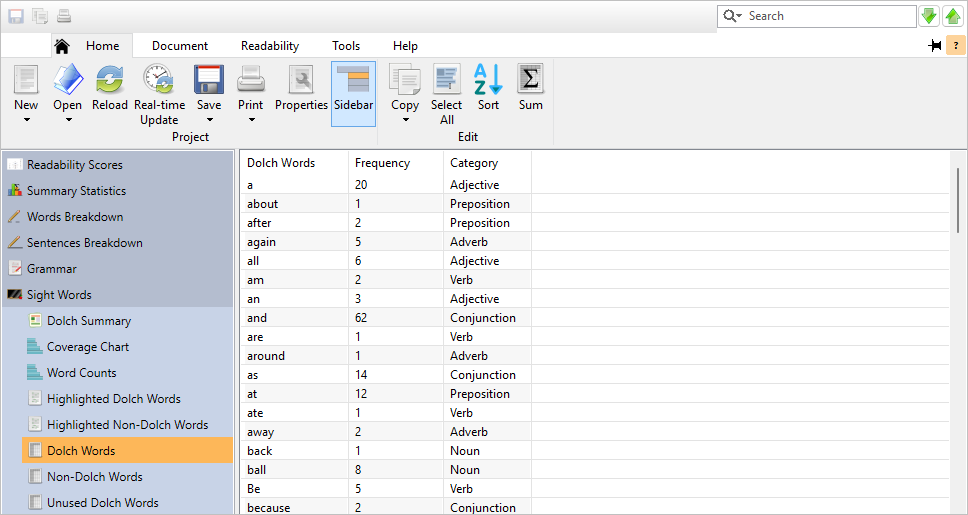 Search
Home Document Readability Tools Help
?
New Open Reload Real-time Update Save Print Properties Sidebar Copy Select All Sort Sum
Project Edit
Readability Scores
Summary Statistics
Words Breakdown
Sentences Breakdown
Grammar
Sight Words
Dolch Summary
Coverage Chart
Word Counts
Highlighted Dolch Words
Highlighted Non-Dolch Words
Dolch Words
Non-Dolch Words
Unused Dolch Words
Dolch Words Frequency Category
a 20 Adjective
about 1 Preposition
after 2 Preposition
again 5 Adverb
all 6 Adjective
am 2 Verb
an 3 Adjective
and 62 Conjunction
are 1 Verb
around 1 Adverb
as 14 Conjunction
at 12 Preposition
ate 1 Verb
away 2 Adverb
back 1 Noun
ball 8 Noun
Be 5 Verb
because 2 Conjunction